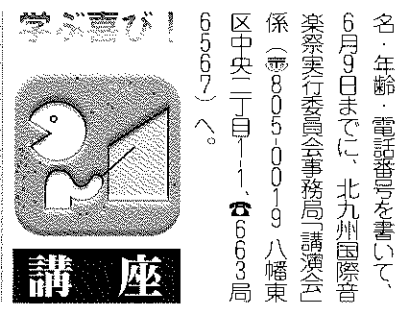 名・年齢・電話番号を書いて、
6月9日までに、北九州国際音
楽祭実行委員会事務局「講演会」
係(〠805-0019 八幡東
区中央二丁目1-1、☎663局
6567)へ。
学ぶ喜び!
講座